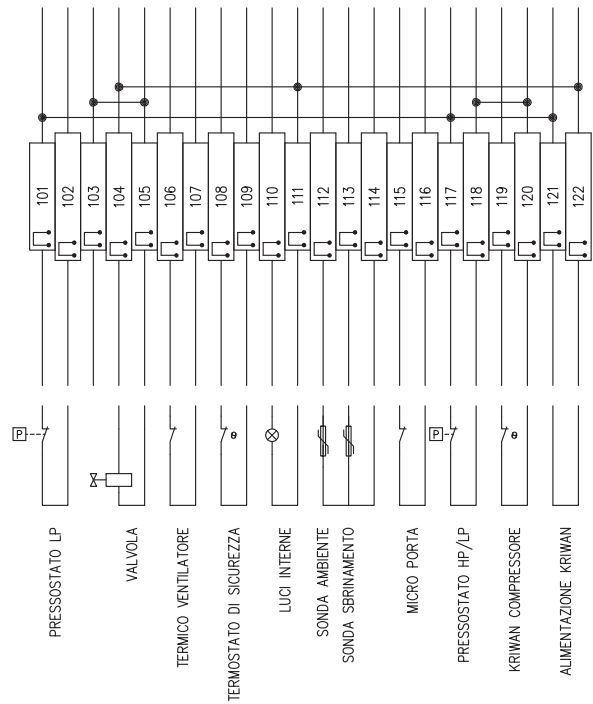 101
102
103
104
105
106
107
108
109
110
111
112
113
114
115
116
117
118
119
120
121
122
P
θ
P
θ
PRESSOSTATO LP
VALVOLA
TERMICO VENTILATORE
TERMOSTATO DI SICUREZZA
LUCI INTERNE
SONDA AMBIENTE
SONDA SBRINAMENTO
MICRO PORTA
PRESSOSTATO HP/LP
KRIWAN COMPRESSORE
ALIMENTAZIONE KRIWAN